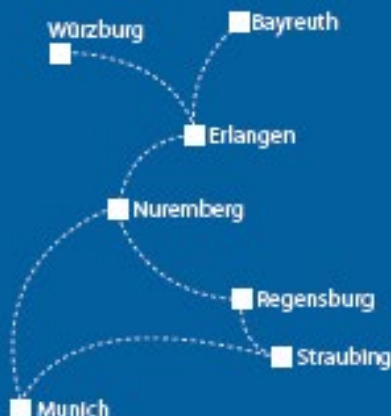 Würzburg
Bayreuth
Erlangen
Nuremberg
Regensburg
Straubing
Munich